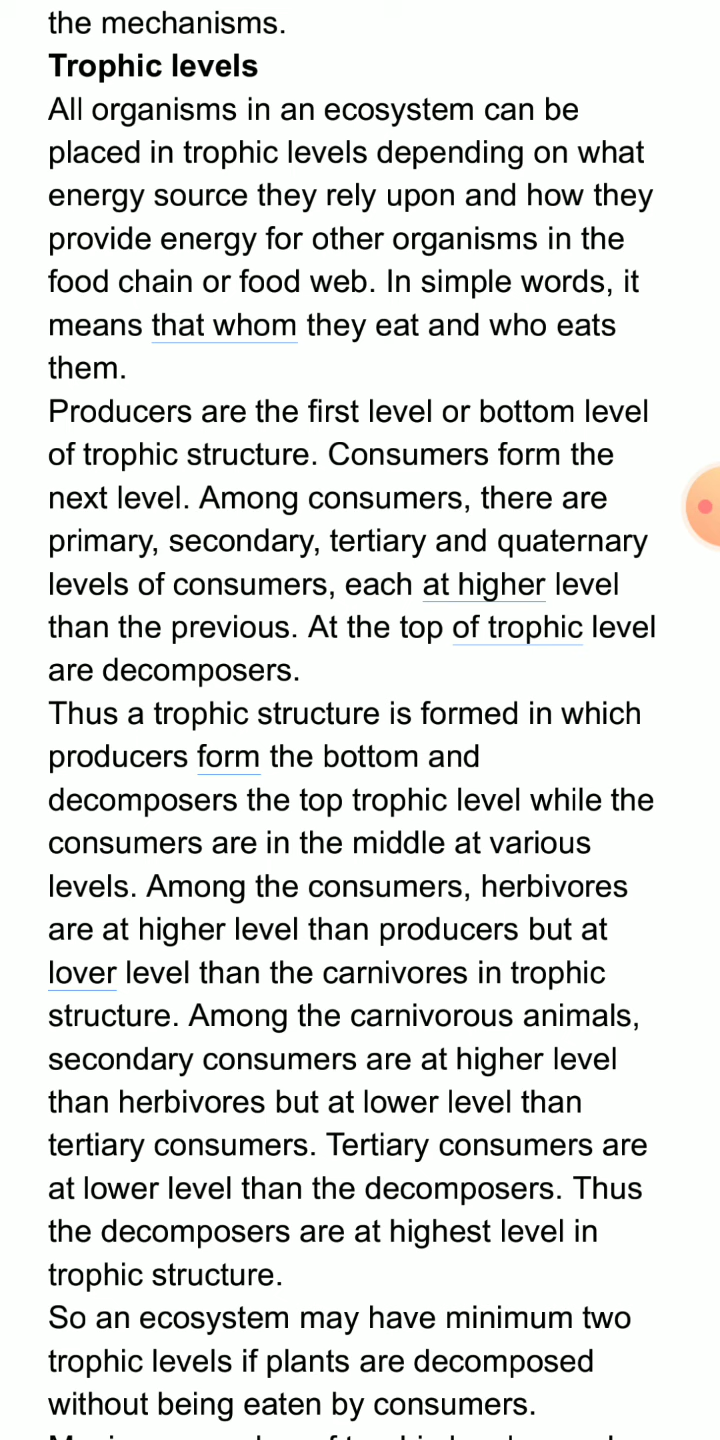 the mechanisms.
Trophic levels
All organisms in an ecosystem can be
placed in trophic levels depending on what
energy source they rely upon and how they
provide energy for other organisms in the
food chain or food web. In simple words, it
means that whom they eat and who eats
them.
Producers are the first level or bottom level
of trophic structure. Consumers form the
next level. Among consumers, there are
primary, secondary, tertiary and quaternary
levels of consumers, each at higher level
than the previous. At the top of trophic level
are decomposers.
Thus a trophic structure is formed in which
producers form the bottom and
decomposers the top trophic level while the
consumers are in the middle at various
levels. Among the consumers, herbivores
are at higher level than producers but at
lover level than the carnivores in trophic
structure. Among the carnivorous animals,
secondary consumers are at higher level
than herbivores but at lower level than
tertiary consumers. Tertiary consumers are
at lower level than the decomposers. Thus
the decomposers are at highest level in
trophic structure.
So an ecosystem may have minimum two
trophic levels if plants are decomposed
without being eaten by consumers.